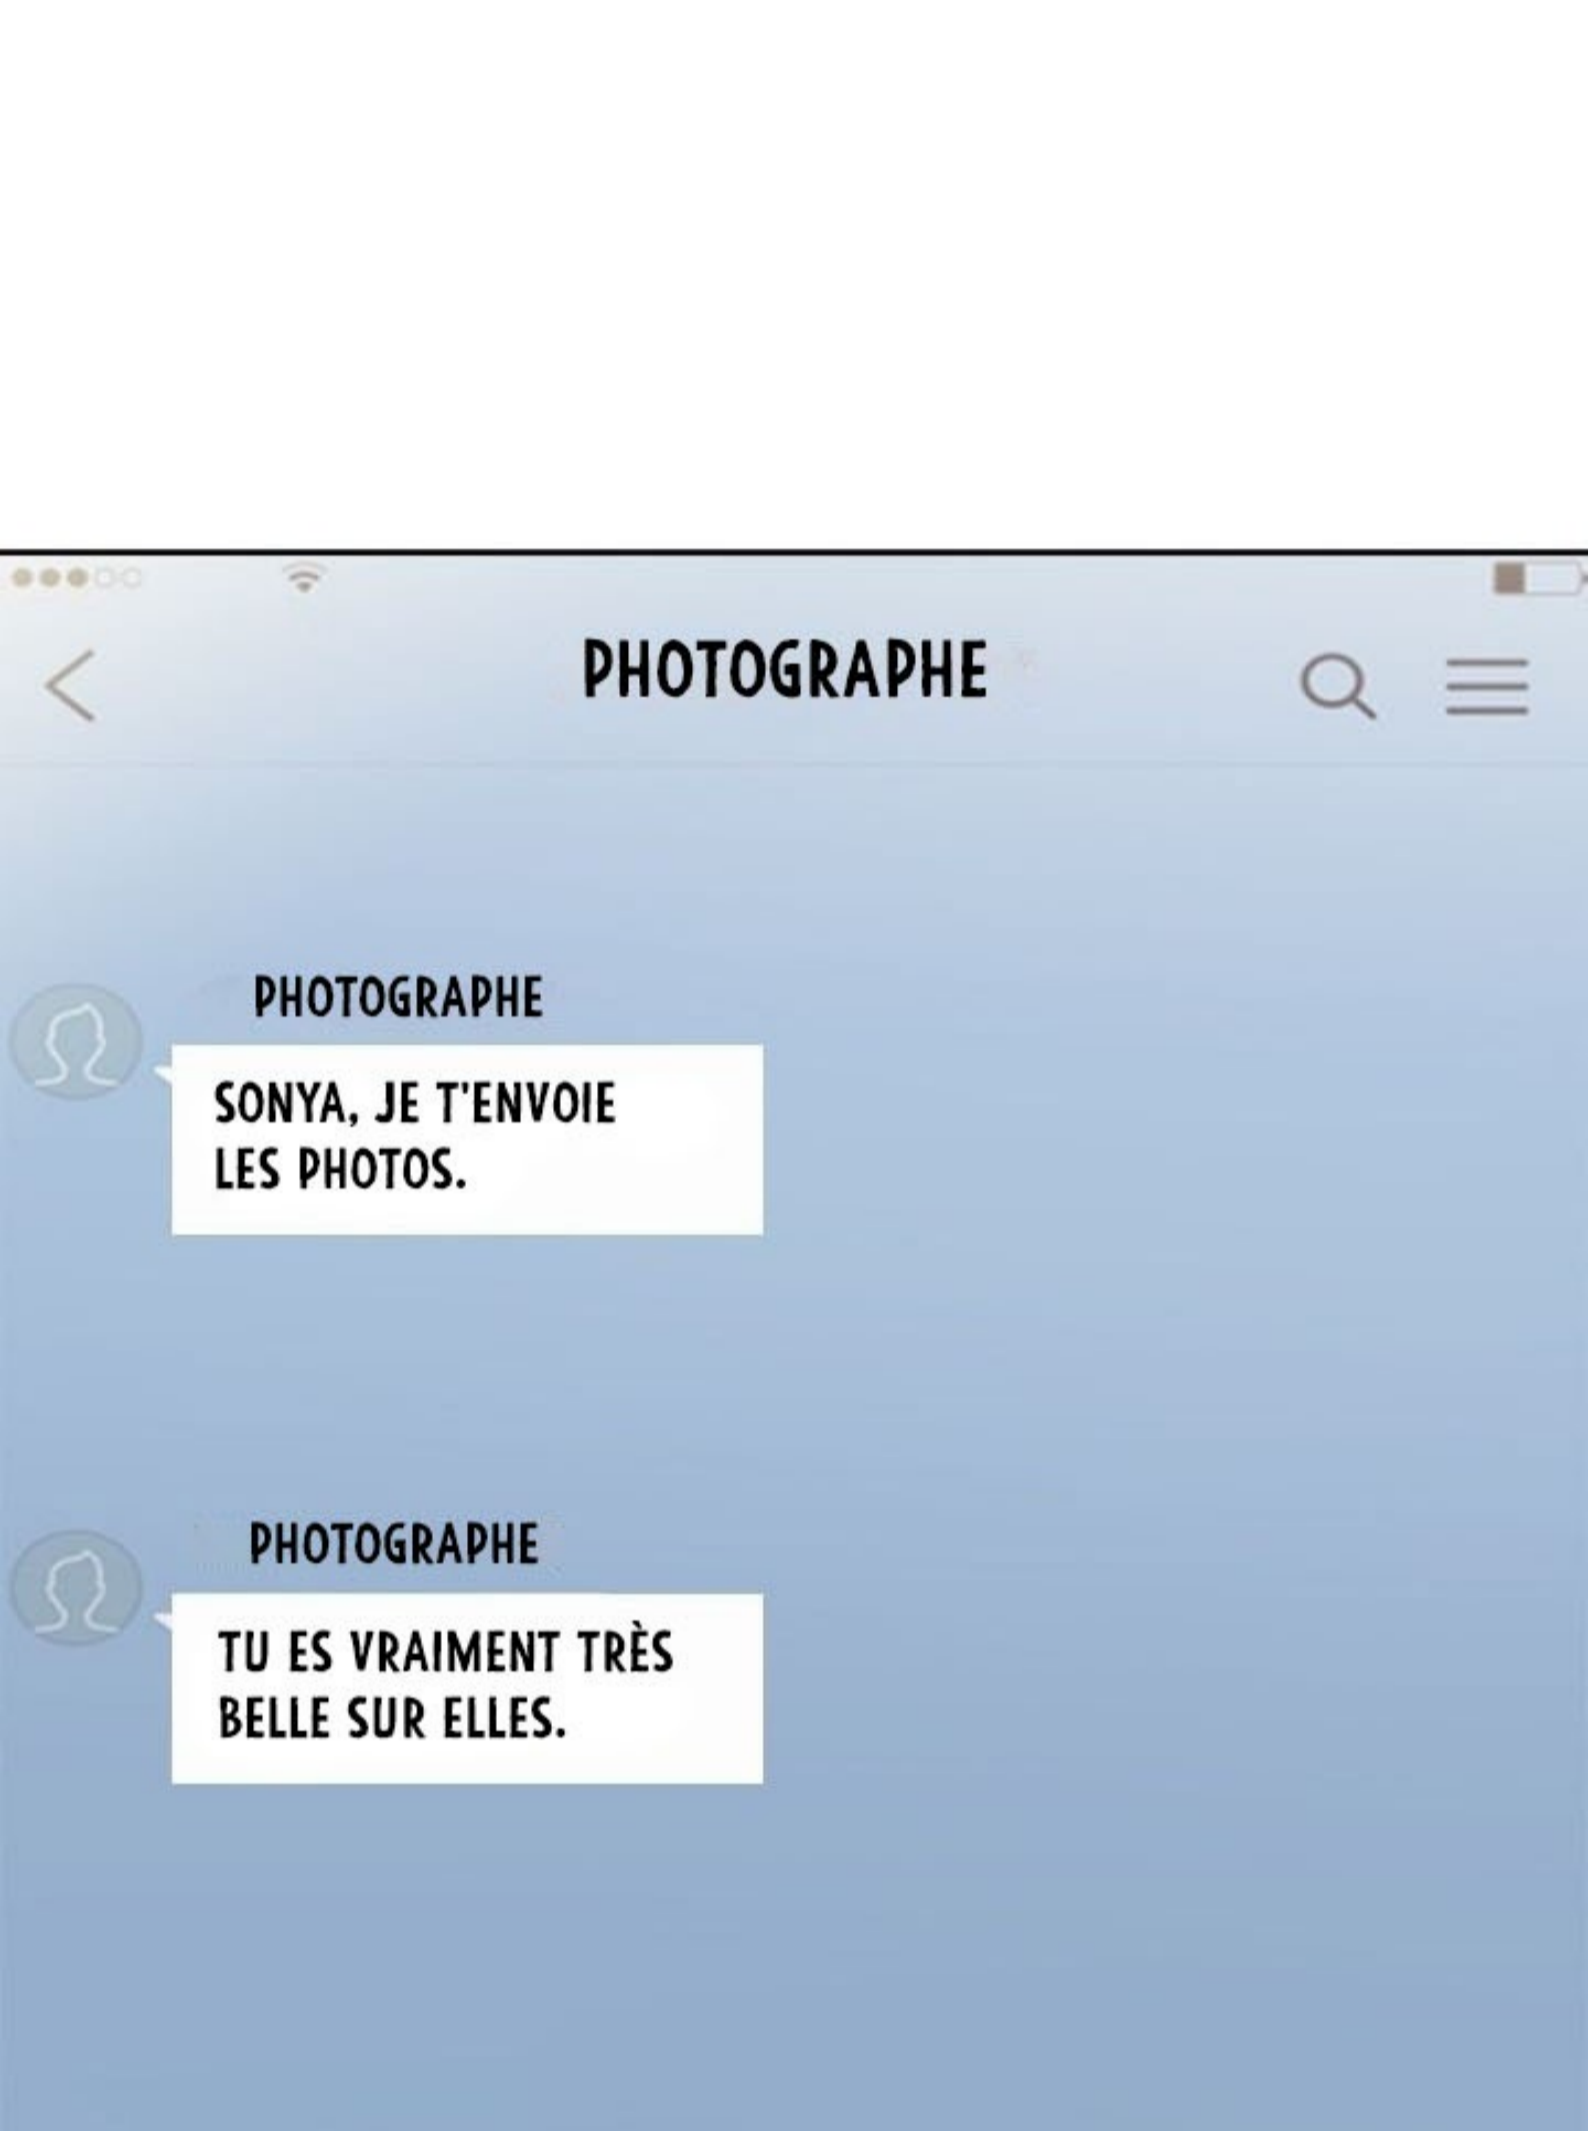 PHOTOGRAPHE
PHOTOGRAPHE
SONYA, JE T'ENVOIE
LES PHOTOS.
PHOTOGRAPHE
TU ES VRAIMENT TRÈS
BELLE SUR ELLES.